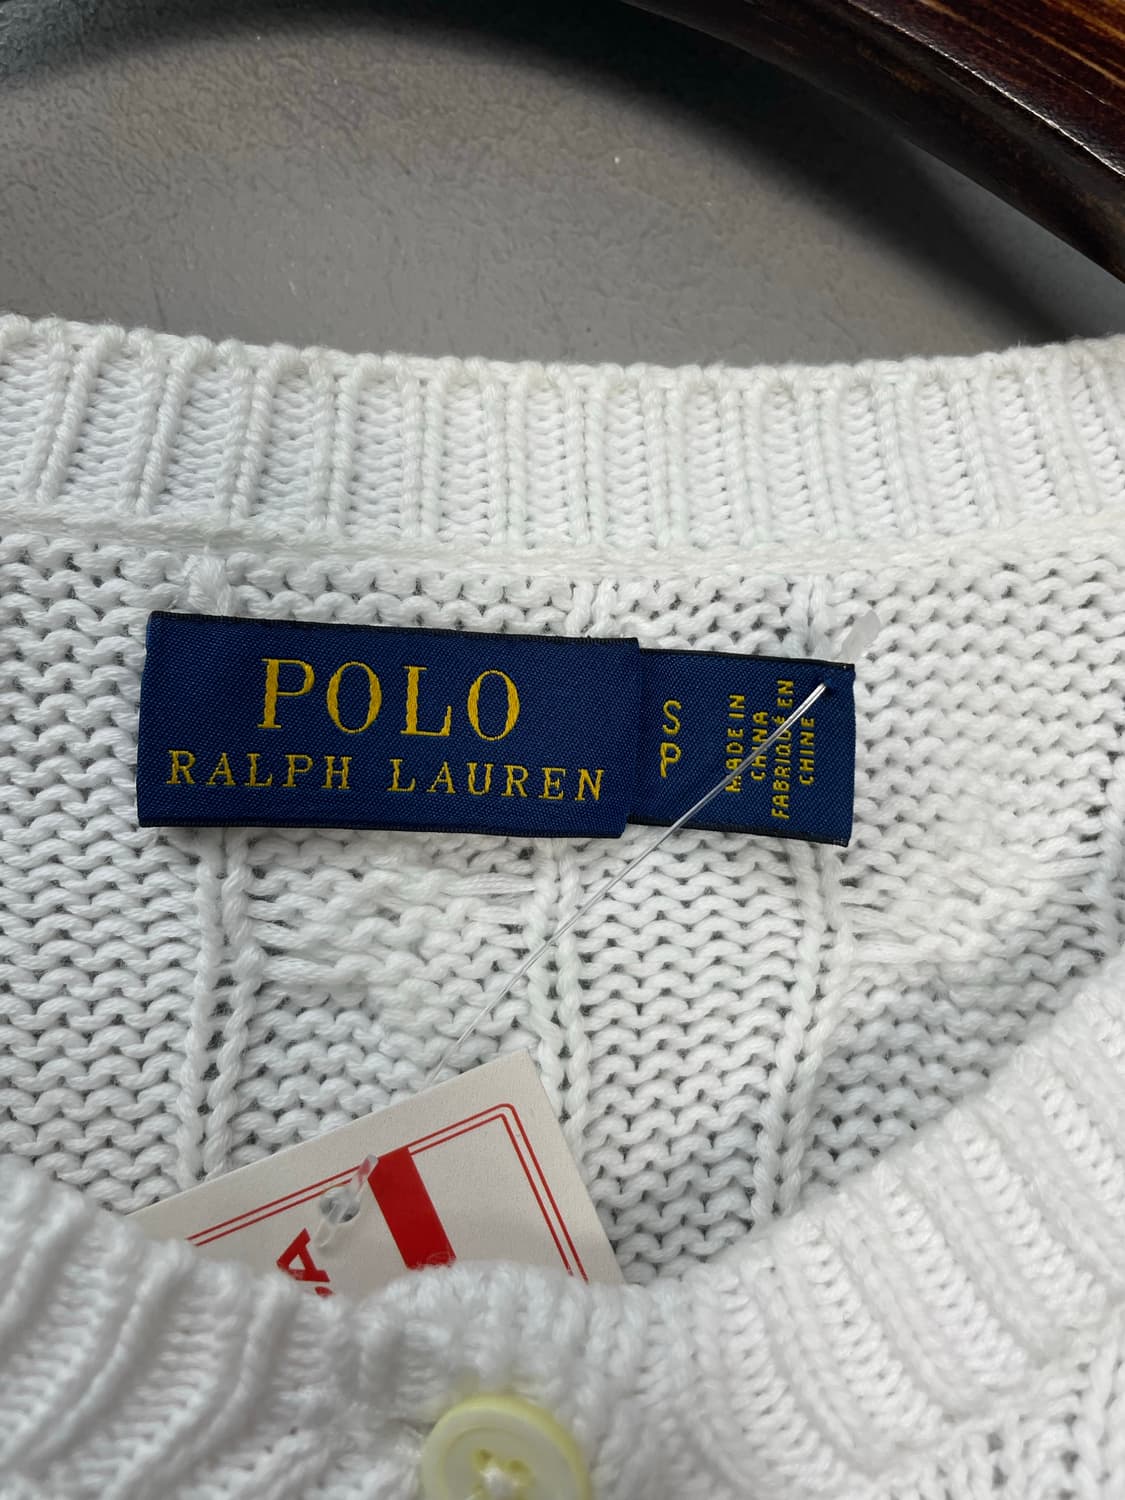 POLO
RALPH LAUREN
S
P
MADE IN
CHINA
FABRIQUÉ EN
CHINE